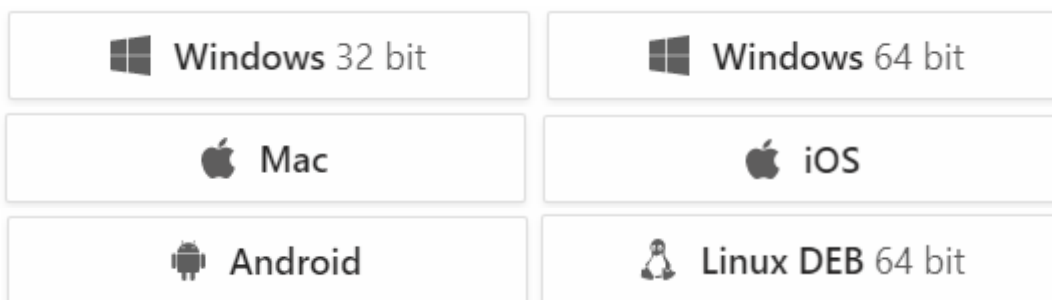 Windows 32 bit
Windows 64 bit
Mac
iOS
Android
Linux DEB 64 bit